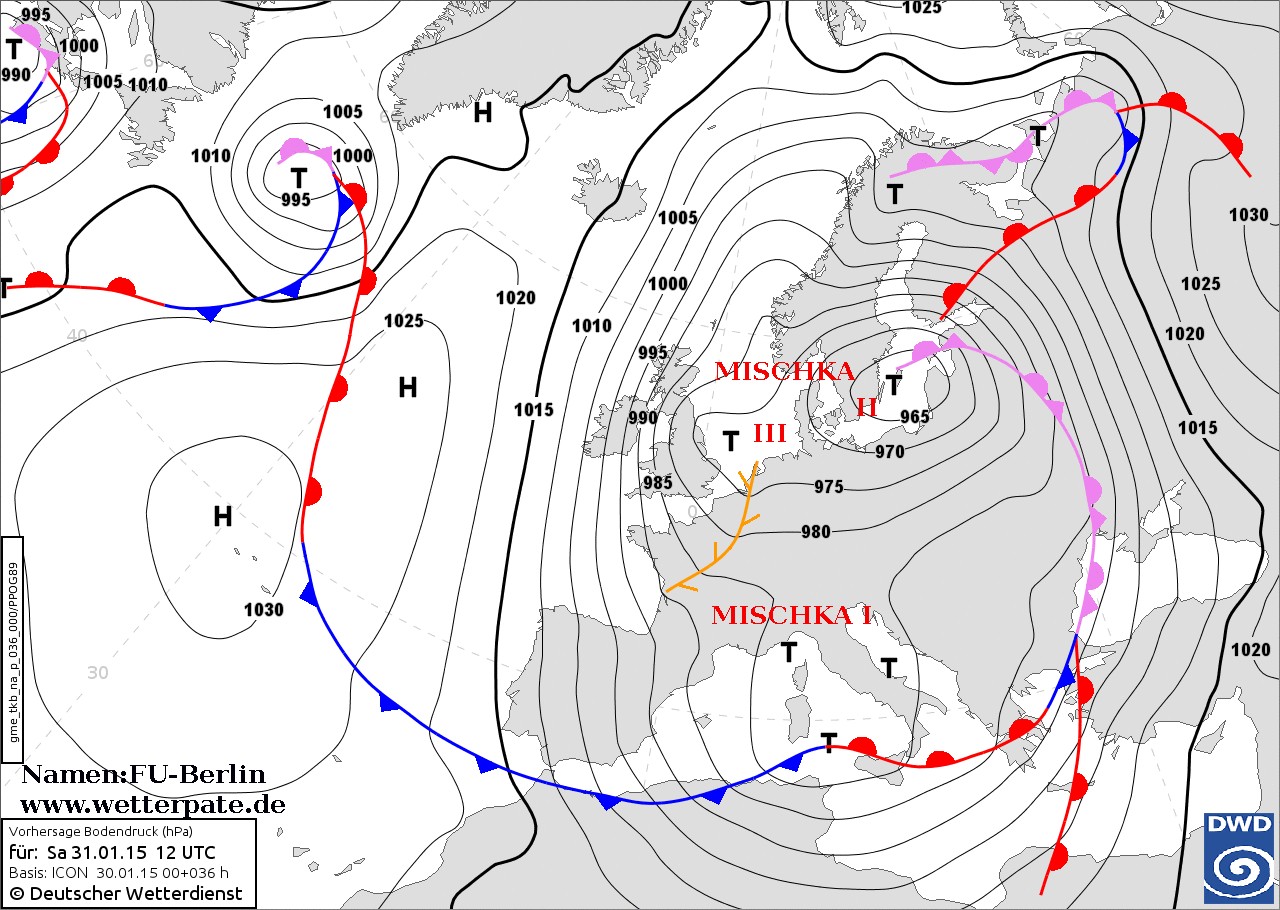 995
T
1000
990
1005
1010
1025
H
1005
1010
1000
T
995
T
T
1030
1005
T
1000
1020
1025
1010
1025
1020
40
995
MISCHKA
H
II
T
965
1015
990
III
T
970
1015
985
975
H
0
980
1030
MISCHKA I
T
T
1020
30
T
gme_tkb_na_p_036_000/PPOG89
Namen:FU-Berlin
www.wetterpate.de
Vorhersage Bodendruck (hPa)
für: Sa 31.01.15 12 UTC
Basis: ICON 30.01.15 00+036 h
© Deutscher Wetterdienst
DWD